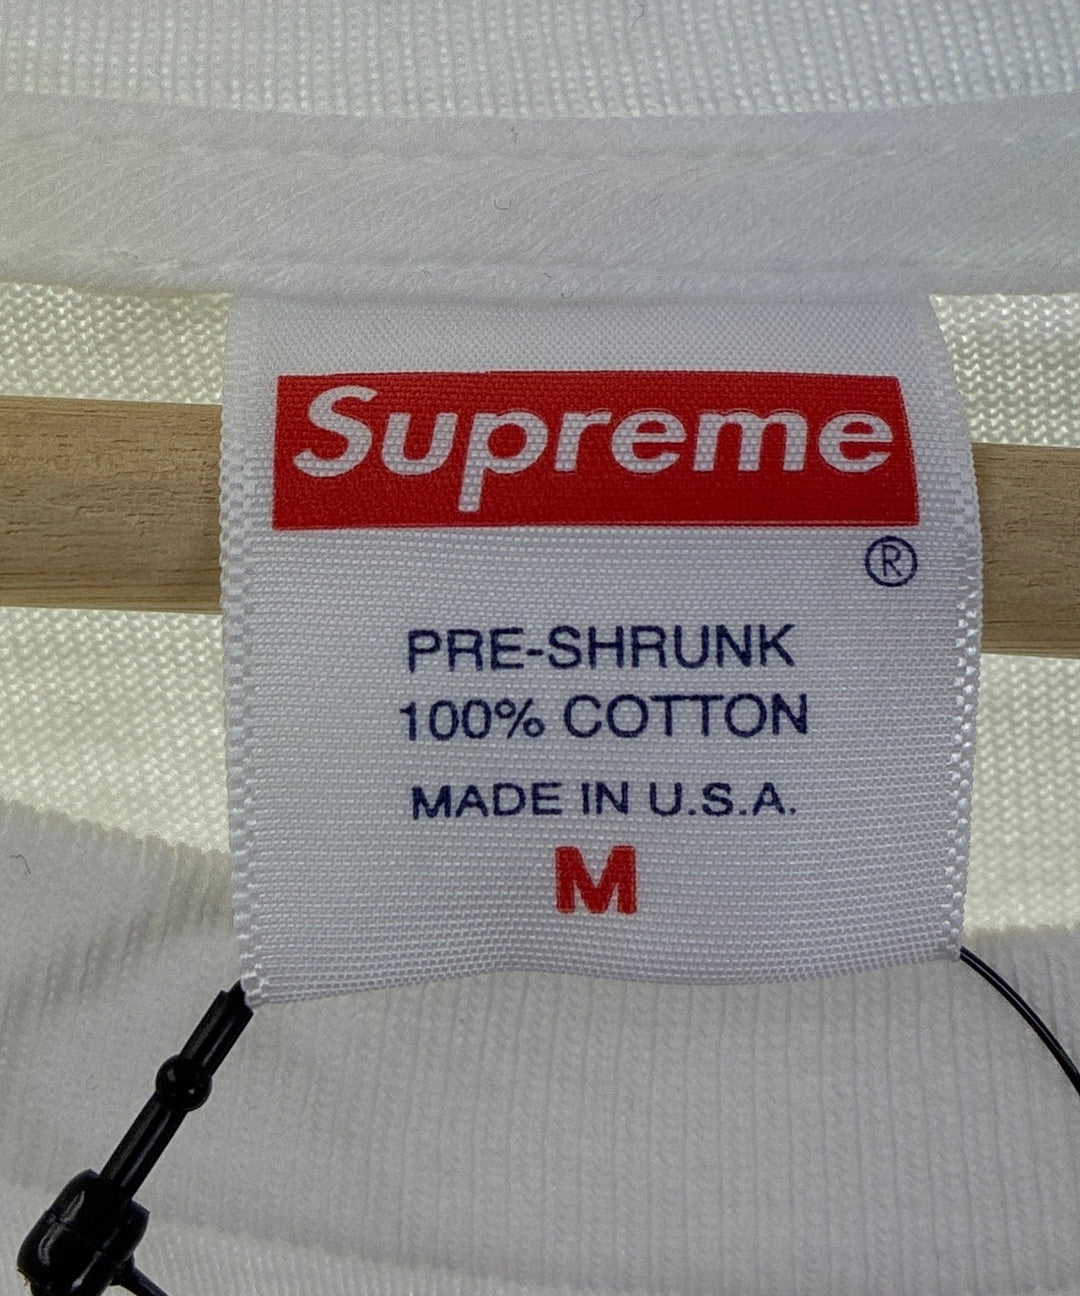 Supreme
®
PRE-SHRUNK
100% COTTON
MADE IN U.S.A.
M